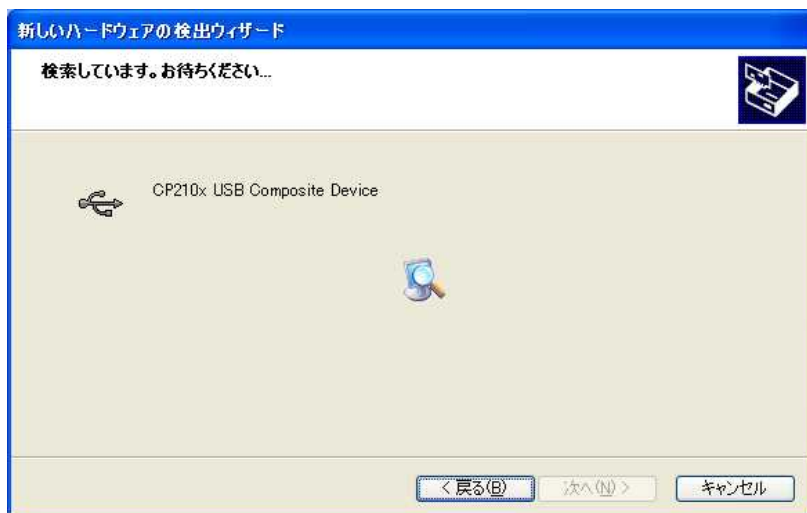 新しいハードウェアの検出ウィザード
検索しています。お待ちください...
CP210x USB Composite Device
< 戻る(B)
次へ(N) >
キャンセル